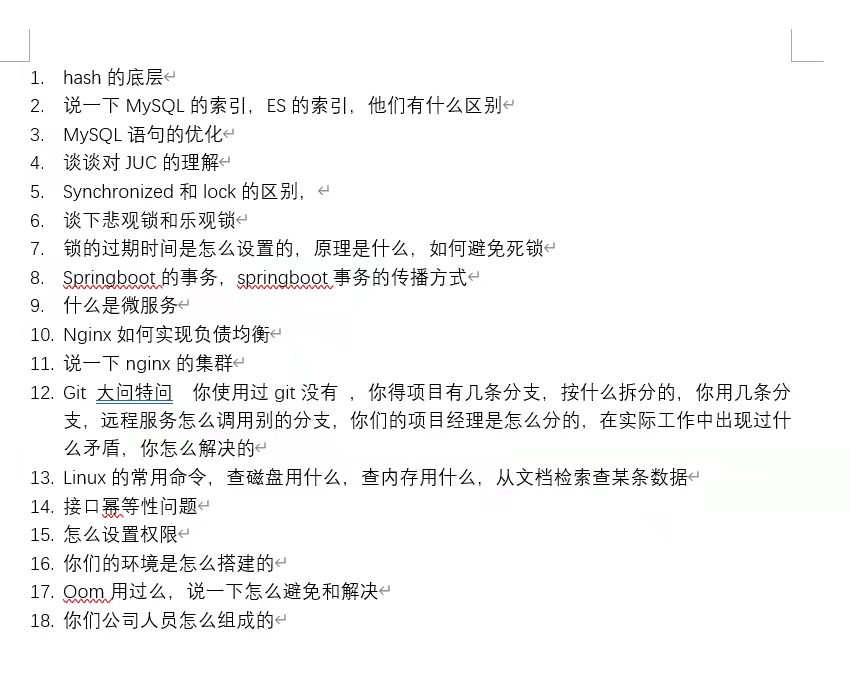 1. hash 的底层
2. 说一下 MySQL 的索引，ES 的索引，他们有什么区别
3. MySQL 语句的优化
4. 谈谈对 JUC 的理解
5. Synchronized 和 lock 的区别，
6. 谈下悲观锁和乐观锁
7. 锁的过期时间是怎么设置的，原理是什么，如何避免死锁
8. Springboot 的事务，springboot 事务的传播方式
9. 什么是微服务
10. Nginx 如何实现负债均衡
11. 说一下 nginx 的集群
12. Git 大问特问 你使用过 git 没有 ，你得项目有几条分支，按什么拆分的，你用几条分
支，远程服务怎么调用别的分支，你们的项目经理是怎么分的，在实际工作中出现过什
么矛盾，你怎么解决的
13. Linux 的常用命令，查磁盘用什么，查内存用什么，从文档检索查某条数据
14. 接口幂等性问题
15. 怎么设置权限
16. 你们的环境是怎么搭建的
17. Oom 用过么，说一下怎么避免和解决
18. 你们公司人员怎么组成的